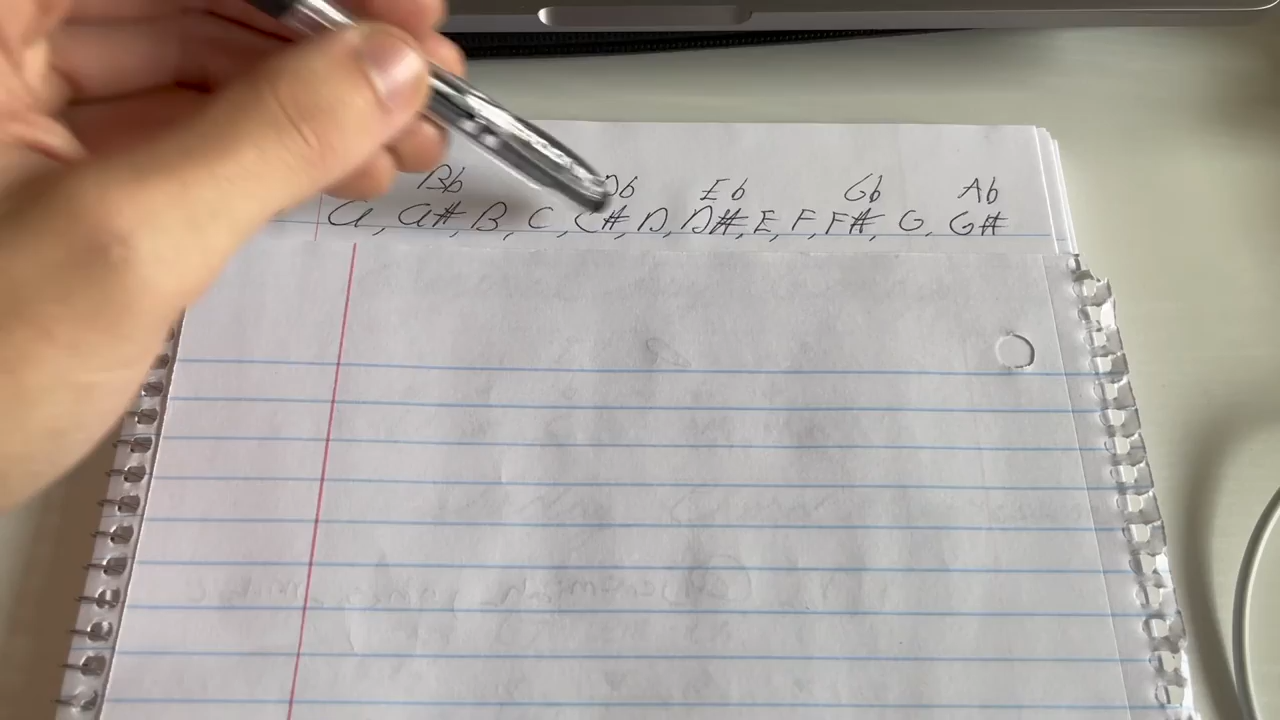 Bb Db Eb Gb Ab
A, A#, B, C, C#, D, D#, E, F, F#, G, G#